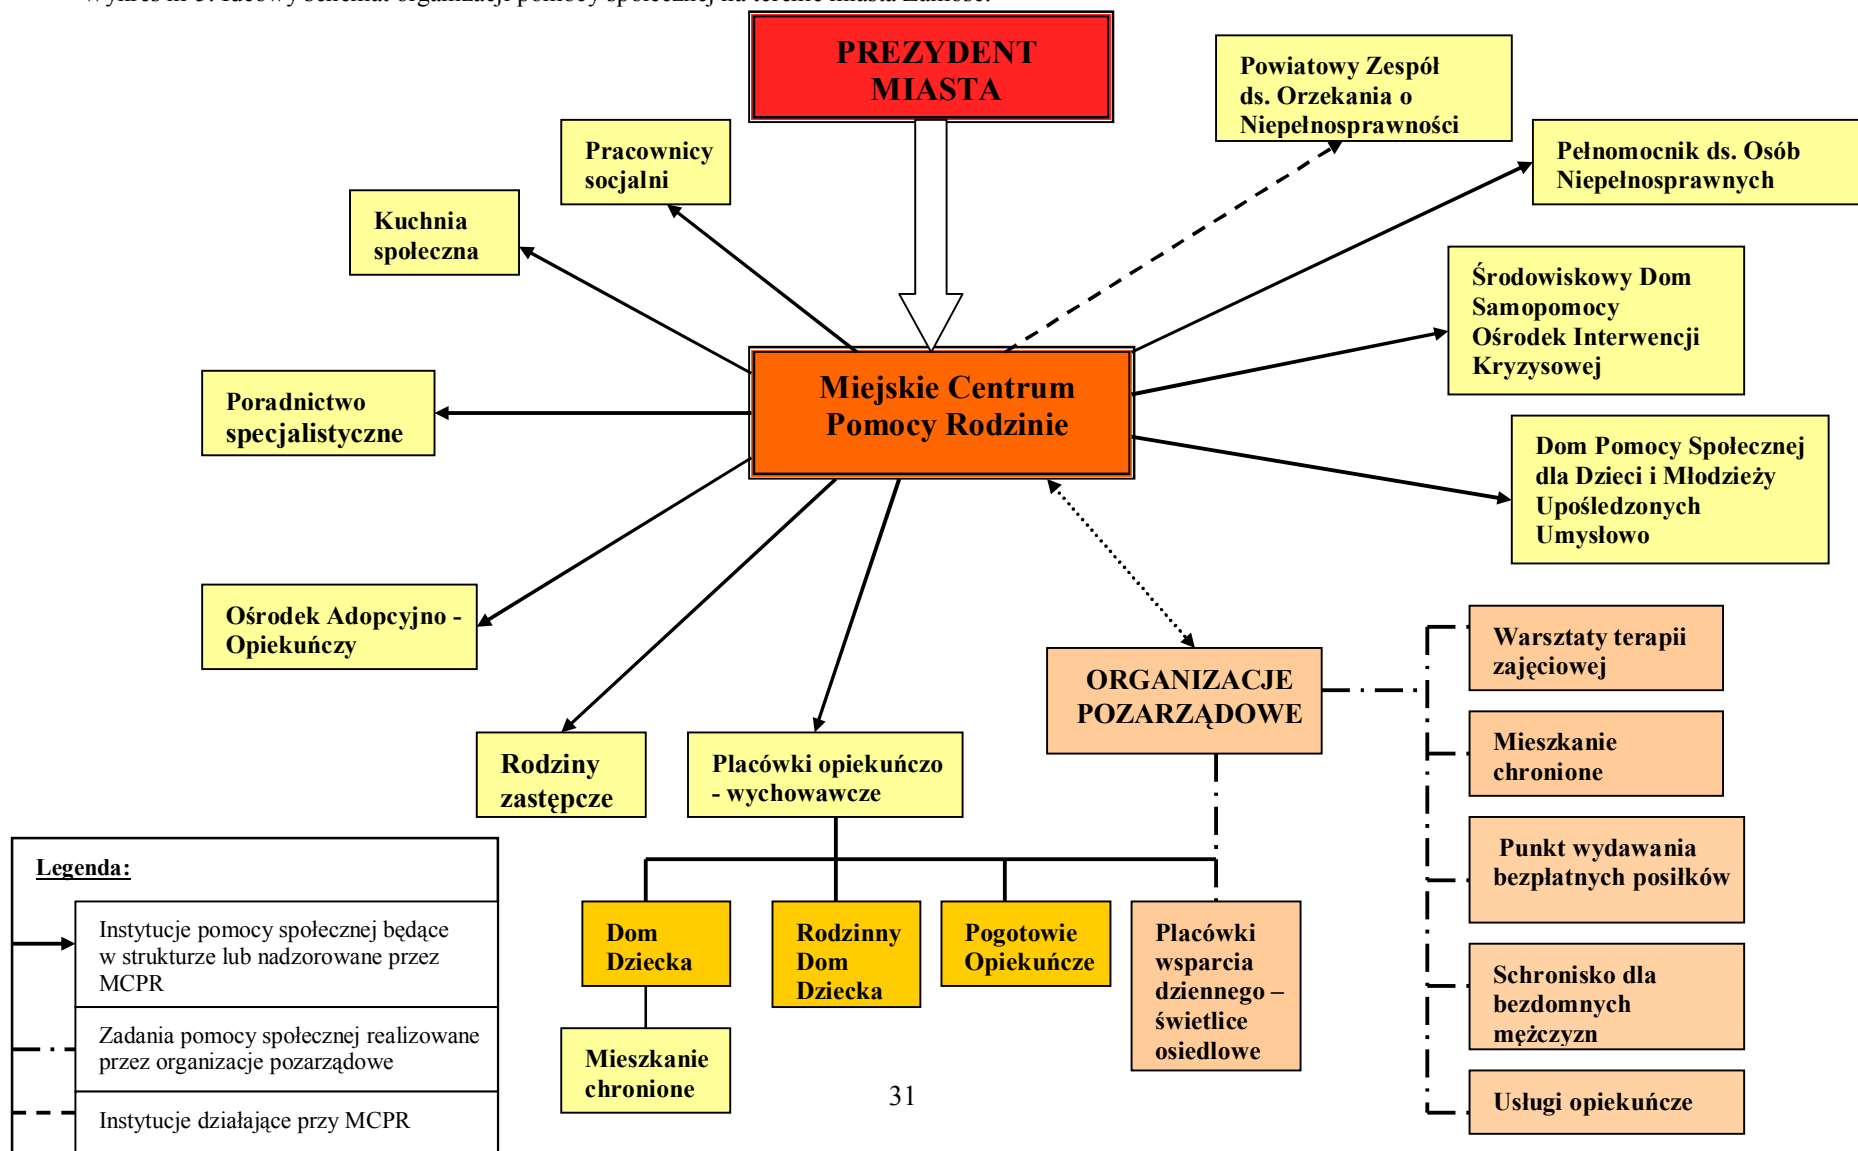 PREZYDENT
MIASTA
Powiatowy Zespół
ds. Orzekania o
Niepełnosprawności
Pracownicy
socjalni
Pełnomocnik ds. Osób
Niepełnosprawnych
Kuchnia
społeczna
Środowiskowy Dom
Samopomocy
Ośrodek Interwencji
Kryzysowej
Miejskie Centrum
Pomocy Rodzinie
Poradnictwo
specjalistyczne
Dom Pomocy Społecznej
dla Dzieci i Młodzieży
Upośledzonych
Umysłowo
Ośrodek Adopcyjno -
Opiekuńczy
ORGANIZACJE
POZARZĄDOWE
Warsztaty terapii
zajęciowej
Mieszkanie
chronione
Punkt wydawania
bezpłatnych posiłków
Schronisko dla
bezdomnych
mężczyzn
Usługi opiekuńcze
Rodziny
zastępcze
Placówki opiekuńczo
- wychowawcze
Dom
Dziecka
Rodzinny
Dom
Dziecka
Pogotowie
Opiekuńcze
Placówki
wsparcia
dziennego –
świetlice
osiedlowe
Mieszkanie
chronione
Legenda:
Instytucje pomocy społecznej będące
w strukturze lub nadzorowane przez
MCPR
Zadania pomocy społecznej realizowane
przez organizacje pozarządowe
Instytucje działające przy MCPR
31